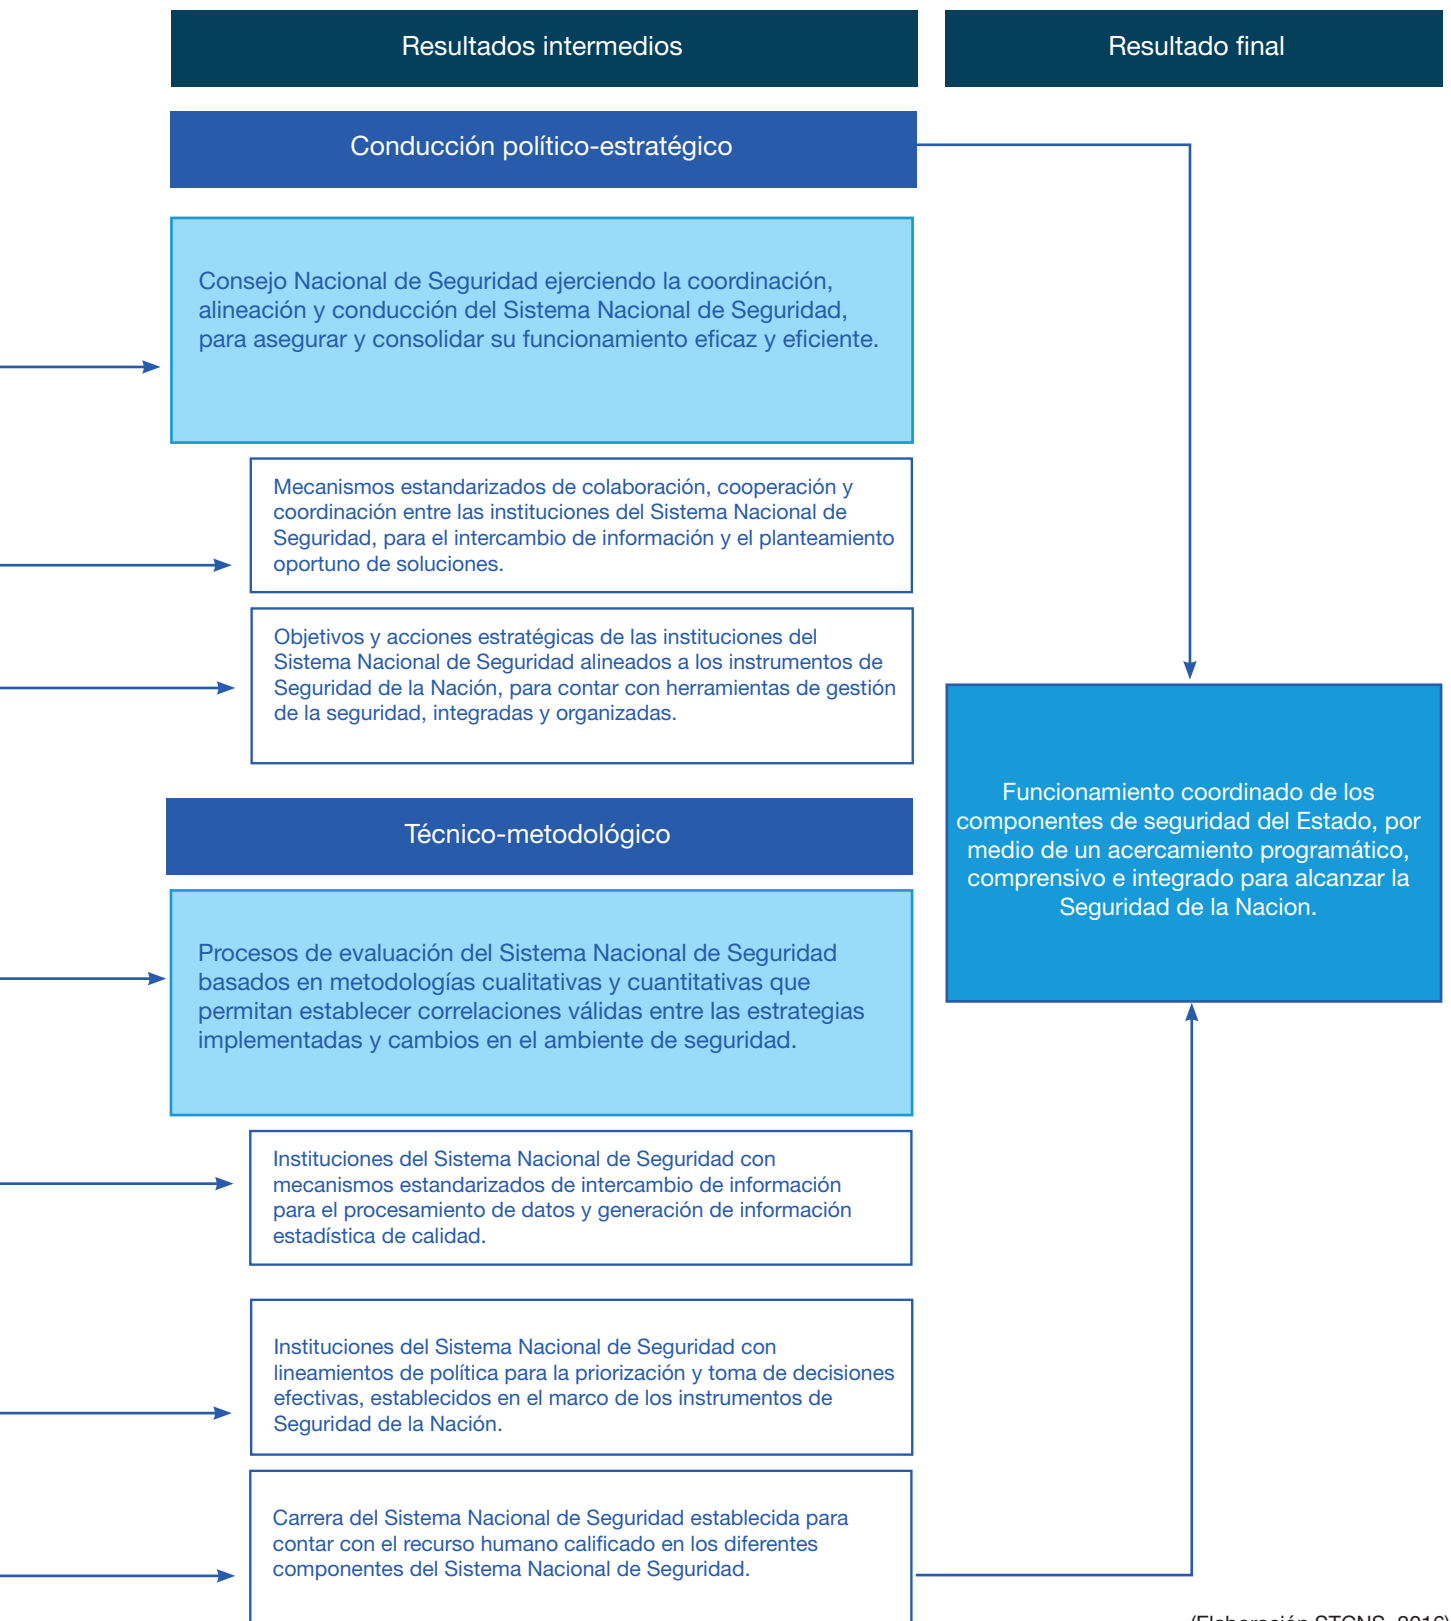 Resultados intermedios
Resultado final
Conducción político-estratégico
Consejo Nacional de Seguridad ejerciendo la coordinación,
alineación y conducción del Sistema Nacional de Seguridad,
para asegurar y consolidar su funcionamiento eficaz y eficiente.
Mecanismos estandarizados de colaboración, cooperación y
coordinación entre las instituciones del Sistema Nacional de
Seguridad, para el intercambio de información y el planteamiento
oportuno de soluciones.
Objetivos y acciones estratégicas de las instituciones del
Sistema Nacional de Seguridad alineados a los instrumentos de
Seguridad de la Nación, para contar con herramientas de gestión
de la seguridad, integradas y organizadas.
Técnico-metodológico
Procesos de evaluación del Sistema Nacional de Seguridad
basados en metodologías cualitativas y cuantitativas que
permitan establecer correlaciones válidas entre las estrategias
implementadas y cambios en el ambiente de seguridad.
Instituciones del Sistema Nacional de Seguridad con
mecanismos estandarizados de intercambio de información
para el procesamiento de datos y generación de información
estadística de calidad.
Instituciones del Sistema Nacional de Seguridad con
lineamientos de política para la priorización y toma de decisiones
efectivas, establecidos en el marco de los instrumentos de
Seguridad de la Nación.
Carrera del Sistema Nacional de Seguridad establecida para
contar con el recurso humano calificado en los diferentes
componentes del Sistema Nacional de Seguridad.
Funcionamiento coordinado de los
componentes de seguridad del Estado, por
medio de un acercamiento programático,
comprensivo e integrado para alcanzar la
Seguridad de la Nacion.
(Elaboración STCNS, 2016)